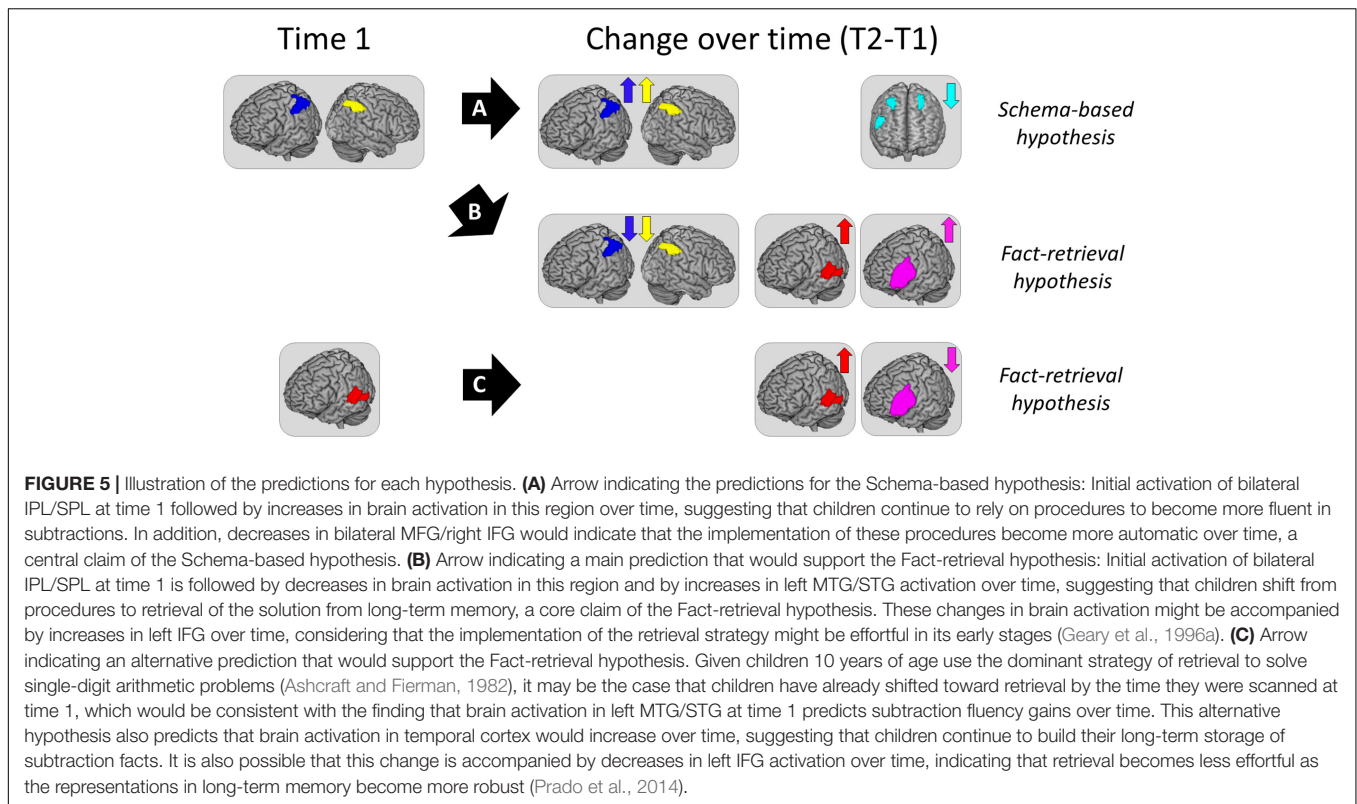 Time 1
Change over time (T2-T1)
A
Schema-based
hypothesis
B
Fact-retrieval
hypothesis
C
Fact-retrieval
hypothesis
FIGURE 5 | Illustration of the predictions for each hypothesis. (A) Arrow indicating the predictions for the Schema-based hypothesis: Initial activation of bilateral
IPL/SPL at time 1 followed by increases in brain activation in this region over time, suggesting that children continue to rely on procedures to become more fluent in
subtractions. In addition, decreases in bilateral MFG/right IFG would indicate that the implementation of these procedures become more automatic over time, a
central claim of the Schema-based hypothesis. (B) Arrow indicating a main prediction that would support the Fact-retrieval hypothesis: Initial activation of bilateral
IPL/SPL at time 1 is followed by decreases in brain activation in this region and by increases in left MTG/STG activation over time, suggesting that children shift from
procedures to retrieval of the solution from long-term memory, a core claim of the Fact-retrieval hypothesis. These changes in brain activation might be accompanied
by increases in left IFG over time, considering that the implementation of the retrieval strategy might be effortful in its early stages (Geary et al., 1996a). (C) Arrow
indicating an alternative prediction that would support the Fact-retrieval hypothesis. Given children 10 years of age use the dominant strategy of retrieval to solve
single-digit arithmetic problems (Ashcraft and Fierman, 1982), it may be the case that children have already shifted toward retrieval by the time they were scanned at
time 1, which would be consistent with the finding that brain activation in left MTG/STG at time 1 predicts subtraction fluency gains over time. This alternative
hypothesis also predicts that brain activation in temporal cortex would increase over time, suggesting that children continue to build their long-term storage of
subtraction facts. It is also possible that this change is accompanied by decreases in left IFG activation over time, indicating that retrieval becomes less effortful as
the representations in long-term memory become more robust (Prado et al., 2014).